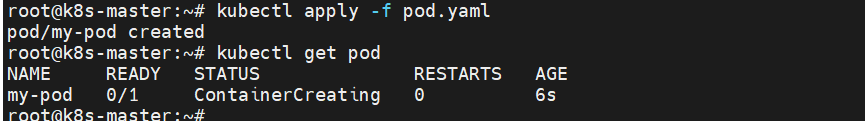 root@k8s-master:~# kubectl apply -f pod.yaml
pod/my-pod created
root@k8s-master:~# kubectl get pod
NAME     READY   STATUS              RESTARTS   AGE
my-pod   0/1     ContainerCreating   0          6s
root@k8s-master:~#